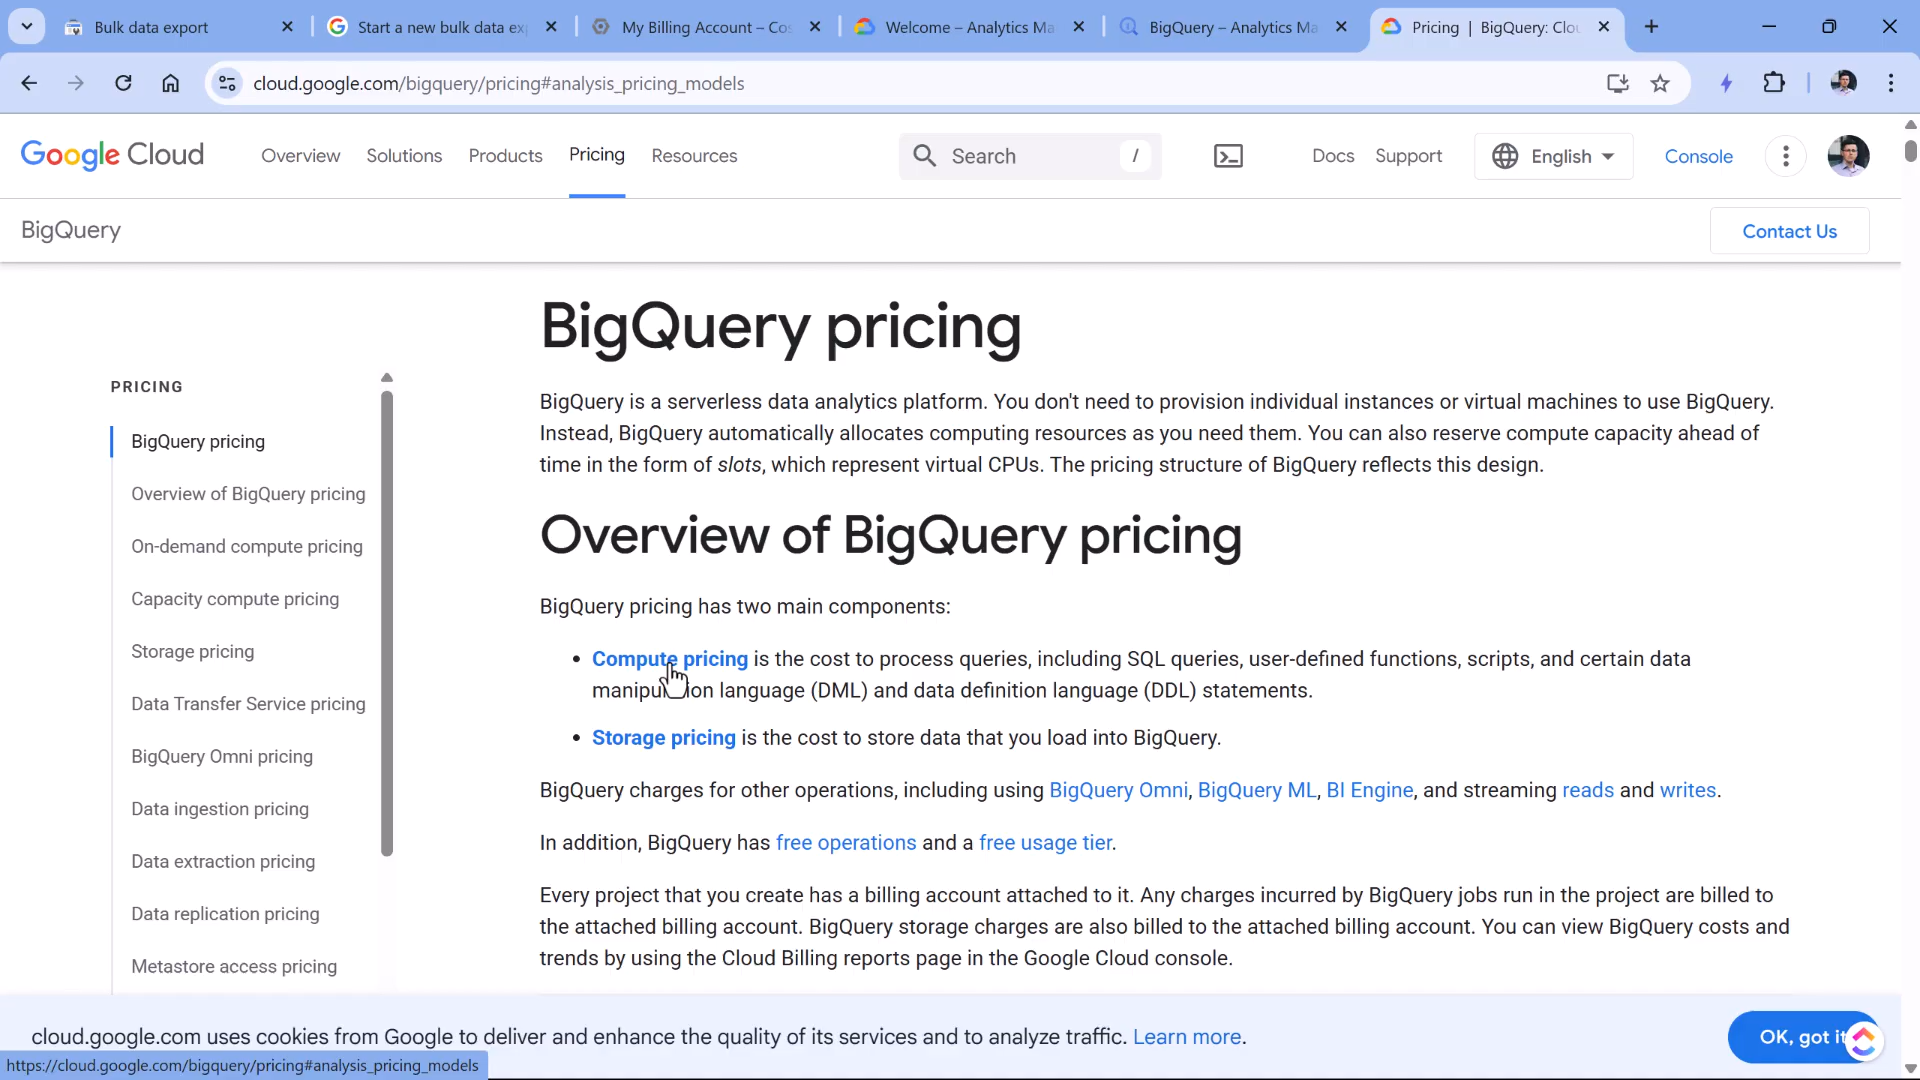 Bulk data export
Start a new bulk data ex
My Billing Account – Cos
Welcome – Analytics Ma
BigQuery – Analytics Ma
Pricing | BigQuery: Clou
cloud.google.com/bigquery/pricing#analysis_pricing_models
Google Cloud
Overview
Solutions
Products
Pricing
Resources
Search
/
Docs
Support
English
Console
BigQuery
Contact Us
BigQuery pricing
BigQuery is a serverless data analytics platform. You don't need to provision individual instances or virtual machines to use BigQuery.
Instead, BigQuery automatically allocates computing resources as you need them. You can also reserve compute capacity ahead of
time in the form of slots, which represent virtual CPUs. The pricing structure of BigQuery reflects this design.
PRICING
BigQuery pricing
Overview of BigQuery pricing
On-demand compute pricing
Capacity compute pricing
Storage pricing
Data Transfer Service pricing
BigQuery Omni pricing
Data ingestion pricing
Data extraction pricing
Data replication pricing
Metastore access pricing
Overview of BigQuery pricing
BigQuery pricing has two main components:
• Compute pricing is the cost to process queries, including SQL queries, user-defined functions, scripts, and certain data
manipulation language (DML) and data definition language (DDL) statements.
• Storage pricing is the cost to store data that you load into BigQuery.
BigQuery charges for other operations, including using BigQuery Omni, BigQuery ML, BI Engine, and streaming reads and writes.
In addition, BigQuery has free operations and a free usage tier.
Every project that you create has a billing account attached to it. Any charges incurred by BigQuery jobs run in the project are billed to
the attached billing account. BigQuery storage charges are also billed to the attached billing account. You can view BigQuery costs and
trends by using the Cloud Billing reports page in the Google Cloud console.
cloud.google.com uses cookies from Google to deliver and enhance the quality of its services and to analyze traffic. Learn more.
OK, got it
https://cloud.google.com/bigquery/pricing#analysis_pricing_models